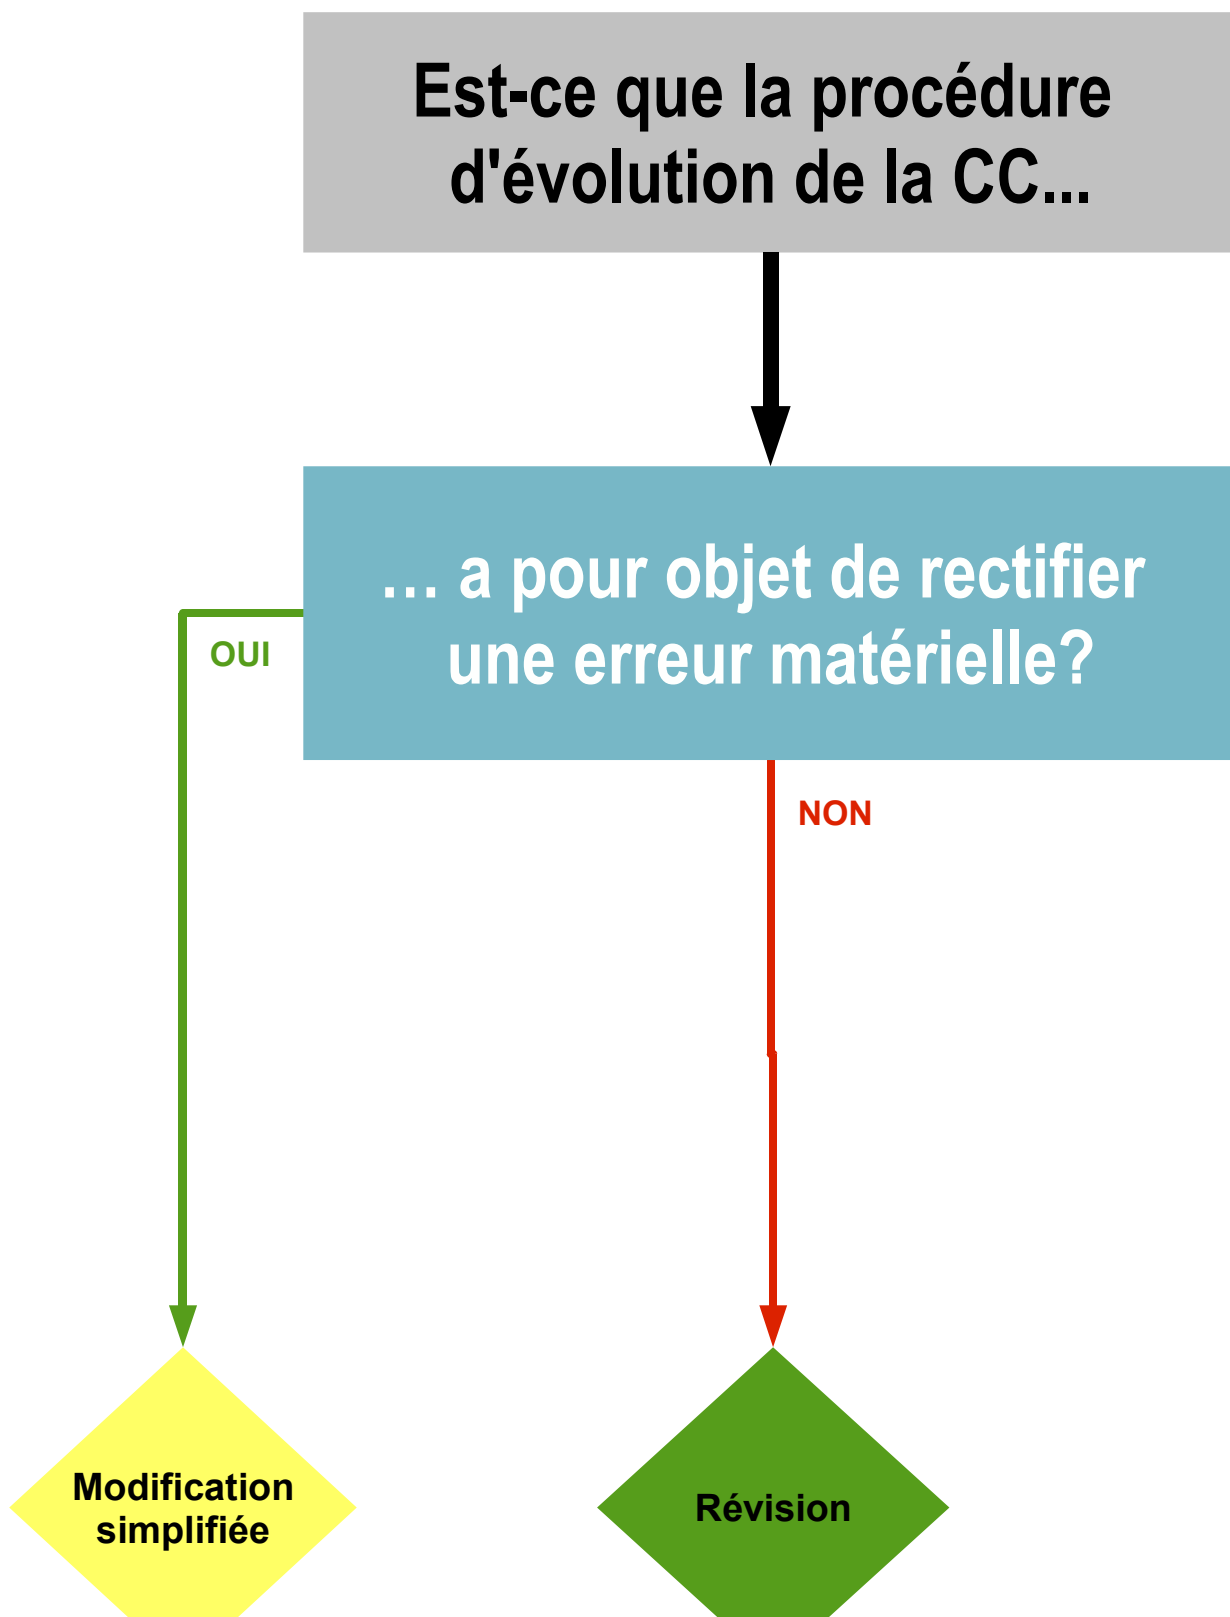 Est-ce que la procédure
d'évolution de la CC...
… a pour objet de rectifier
une erreur matérielle?
OUI
NON
Modification
simplifiée
Révision